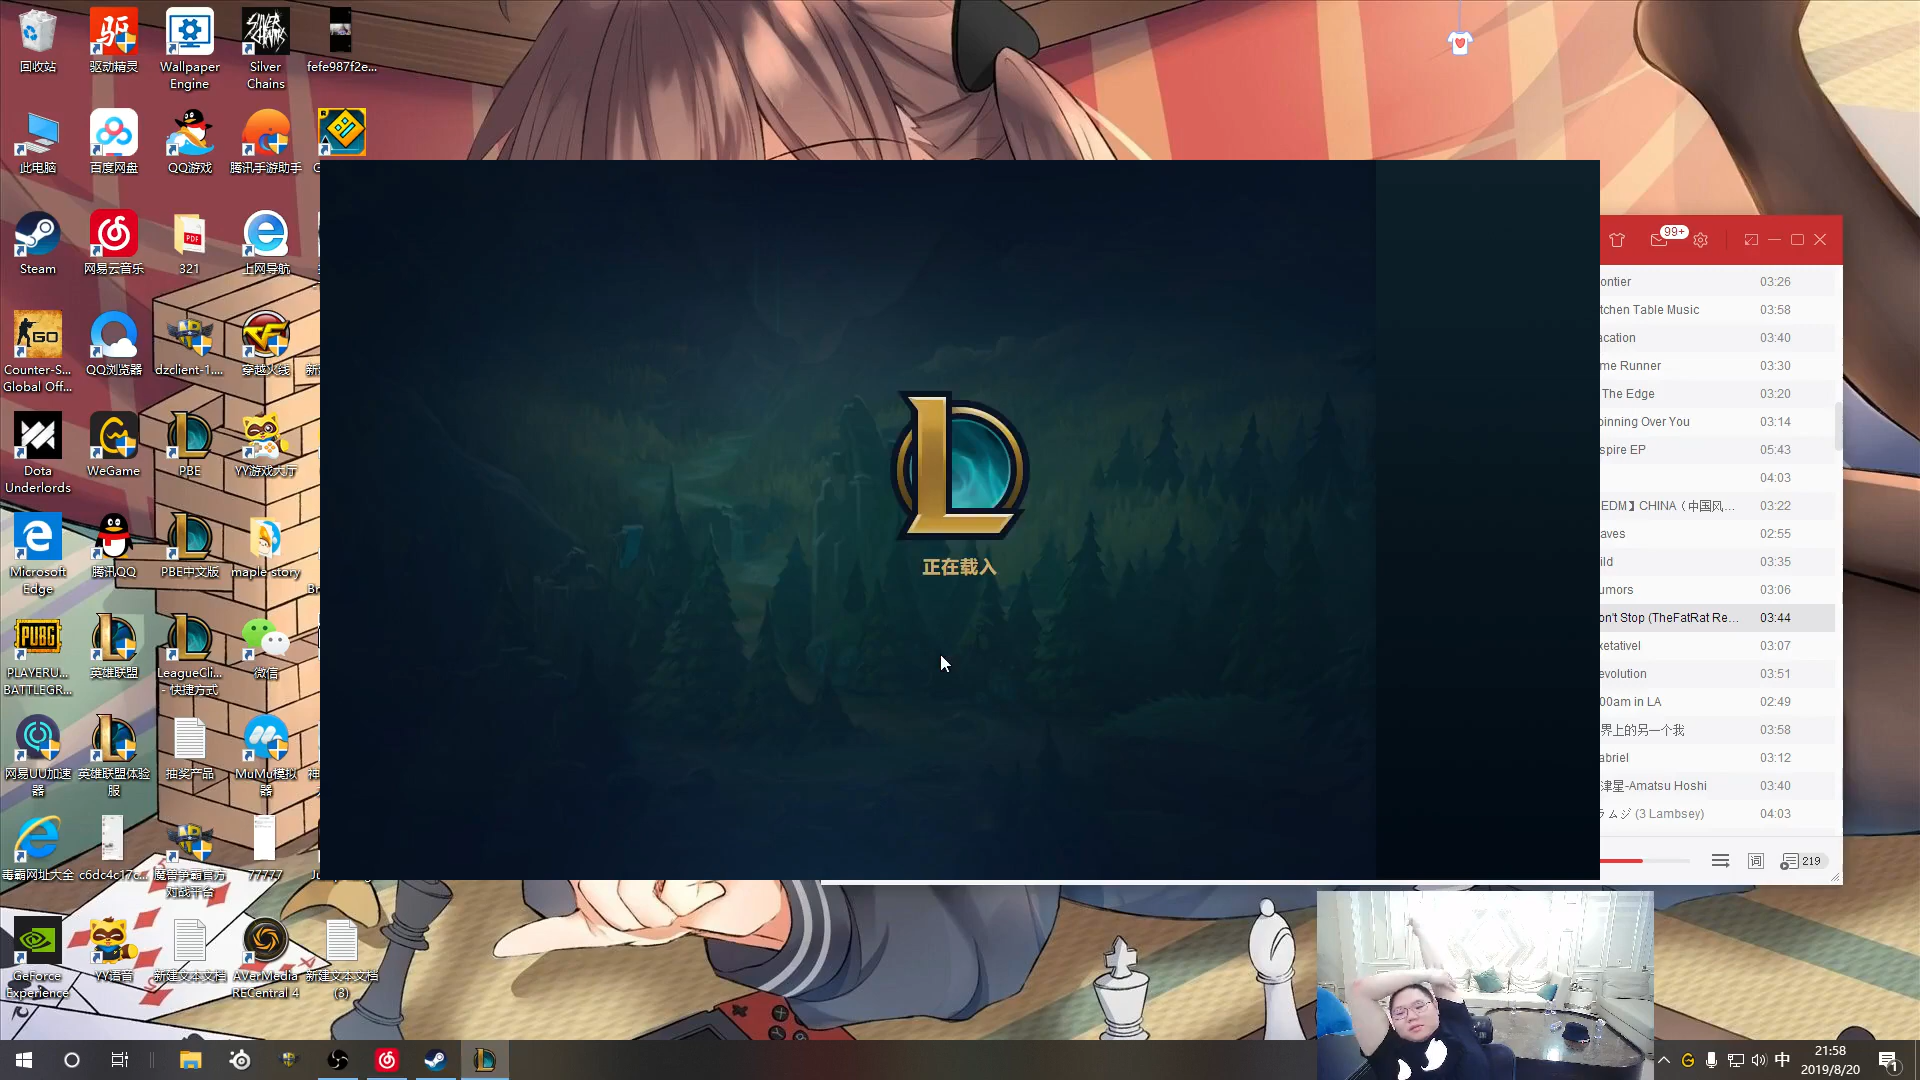 回收站
驱动精灵
Wallpaper
Engine
Silver
Chains
fefe987f2e...
此电脑
百度网盘
QQ游戏
腾讯手游助手
Steam
网易云音乐
321
上网导航
Counter-S...
Global Off...
QQ浏览器
dzclient-1....
穿越火线
Dota
Underlords
WeGame
PBE
YY游戏大厅
Microsoft
Edge
腾讯QQ
PBE中文版
maple story
PLAYERU...
BATTLEGR...
英雄联盟
LeagueCli...
- 快捷方式
微信
网易UU加速
器
英雄联盟体验
服
抽奖产品
MuMu模拟
器
毒霸网址大全
c6dc4c17c...
魔兽争霸官方
对战平台
77777
GeForce
Experience
YY语音
新建文本文档
AVerMedia
RECentral 4
新建文本文档
(3)
正在载入
99+
ontier 03:26
tchen Table Music 03:58
acation 03:40
me Runner 03:30
The Edge 03:20
pinning Over You 03:14
spire EP 05:43
04:03
EDM】CHINA（中国风... 03:22
aves 02:55
ild 03:35
umors 03:06
on't Stop (TheFatRat Re... 03:44
ketativel 03:07
evolution 03:51
00am in LA 02:49
界上的另一个我 03:58
abriel 03:12
津星-Amatsu Hoshi 03:40
ラムジ (3 Lambsey) 04:03
词
219
中
21:58
2019/8/20
1